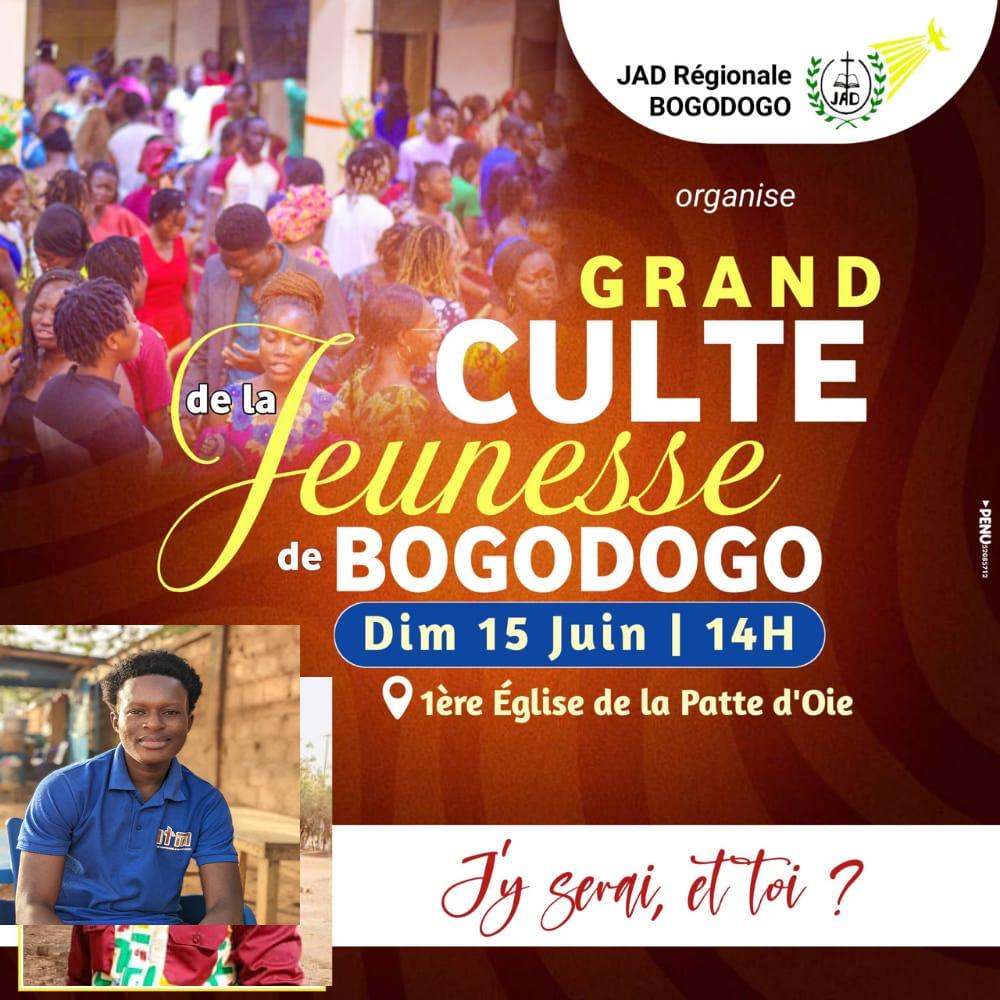 JAD Régionale
BOGODOGO
JAD
organise
GRAND
CULTE
de la
Jeunesse
de BOGODOGO
Dim 15 Juin | 14H
1ère Église de la Patte d'Oie
J'y serai, et toi ?
PENU